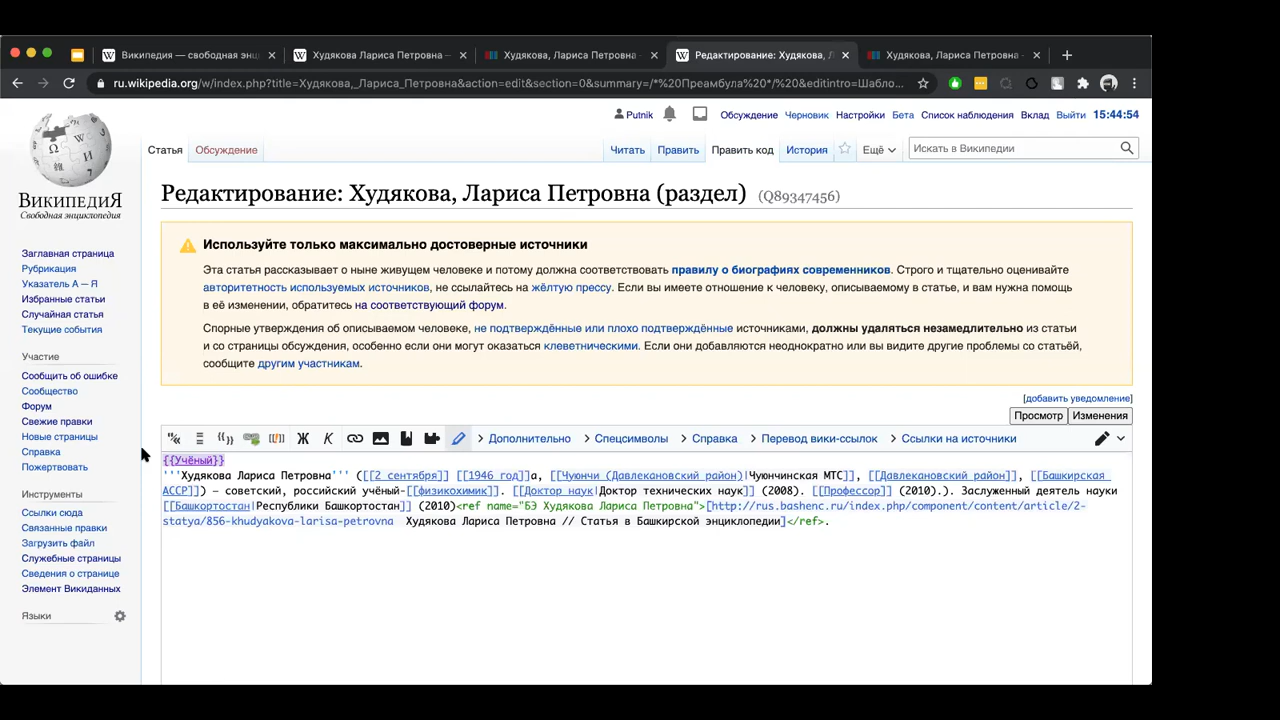 Википедия — свободная энц
Худякова Лариса Петровна –
Худякова, Лариса Петровна
Редактирование: Худякова, Л
Худякова, Лариса Петровна
ru.wikipedia.org/w/index.php?title=Худякова,_Лариса_Петровна&action=edit&section=0&summary=/*%20Преамбула%20*/%20&editintro=Шабло...
Putnik Обсуждение Черновик Настройки Бета Список наблюдения Вклад Выйти 15:44:54
Статья Обсуждение Читать Править Править код История Ещё Искать в Википедии
ВИКИПЕДИЯ
Свободная энциклопедия
Редактирование: Худякова, Лариса Петровна (раздел) (Q89347456)
Используйте только максимально достоверные источники
Эта статья рассказывает о ныне живущем человеке и потому должна соответствовать правилу о биографиях современников. Строго и тщательно оценивайте
авторитетность используемых источников, не ссылайтесь на жёлтую прессу. Если вы имеете отношение к человеку, описываемому в статье, и вам нужна помощь
в её изменении, обратитесь на соответствующий форум.
Спорные утверждения об описываемом человеке, не подтверждённые или плохо подтверждённые источниками, должны удаляться незамедлительно из статьи
и со страницы обсуждения, особенно если они могут оказаться клеветническими. Если они добавляются неоднократно или вы видите другие проблемы со статьёй,
сообщите другим участникам.
Заглавная страница
Рубрикация
Указатель А — Я
Избранные статьи
Случайная статья
Текущие события
Участие
Сообщить об ошибке
Сообщество
Форум
Свежие правки
Новые страницы
Справка
Пожертвовать
Инструменты
Ссылки сюда
Связанные правки
Загрузить файл
Служебные страницы
Сведения о странице
Элемент Викиданных
Языки
[добавить уведомление]
Просмотр Изменения
Ж К Дополнительно Спецсимволы Справка Перевод вики-ссылок Ссылки на источники
{{Учёный}}
'''Худякова Лариса Петровна''' ([[2 сентября]] [[1946 год]]а, [[Чуюнчи (Давлекановский район)|Чуюнчинская МТС]], [[Давлекановский район]], [[Башкирская
АССР]]) – советский, российский учёный-[[физикохимик]]. [[Доктор наук|Доктор технических наук]] (2008). [[Профессор]] (2010).). Заслуженный деятель науки
[[Башкортостан|Республики Башкортостан]] (2010)<ref name="БЭ Худякова Лариса Петровна">[http://rus.bashenc.ru/index.php/component/content/article/2-
statya/856-khudyakova-larisa-petrovna Худякова Лариса Петровна // Статья в Башкирской энциклопедии]</ref>.